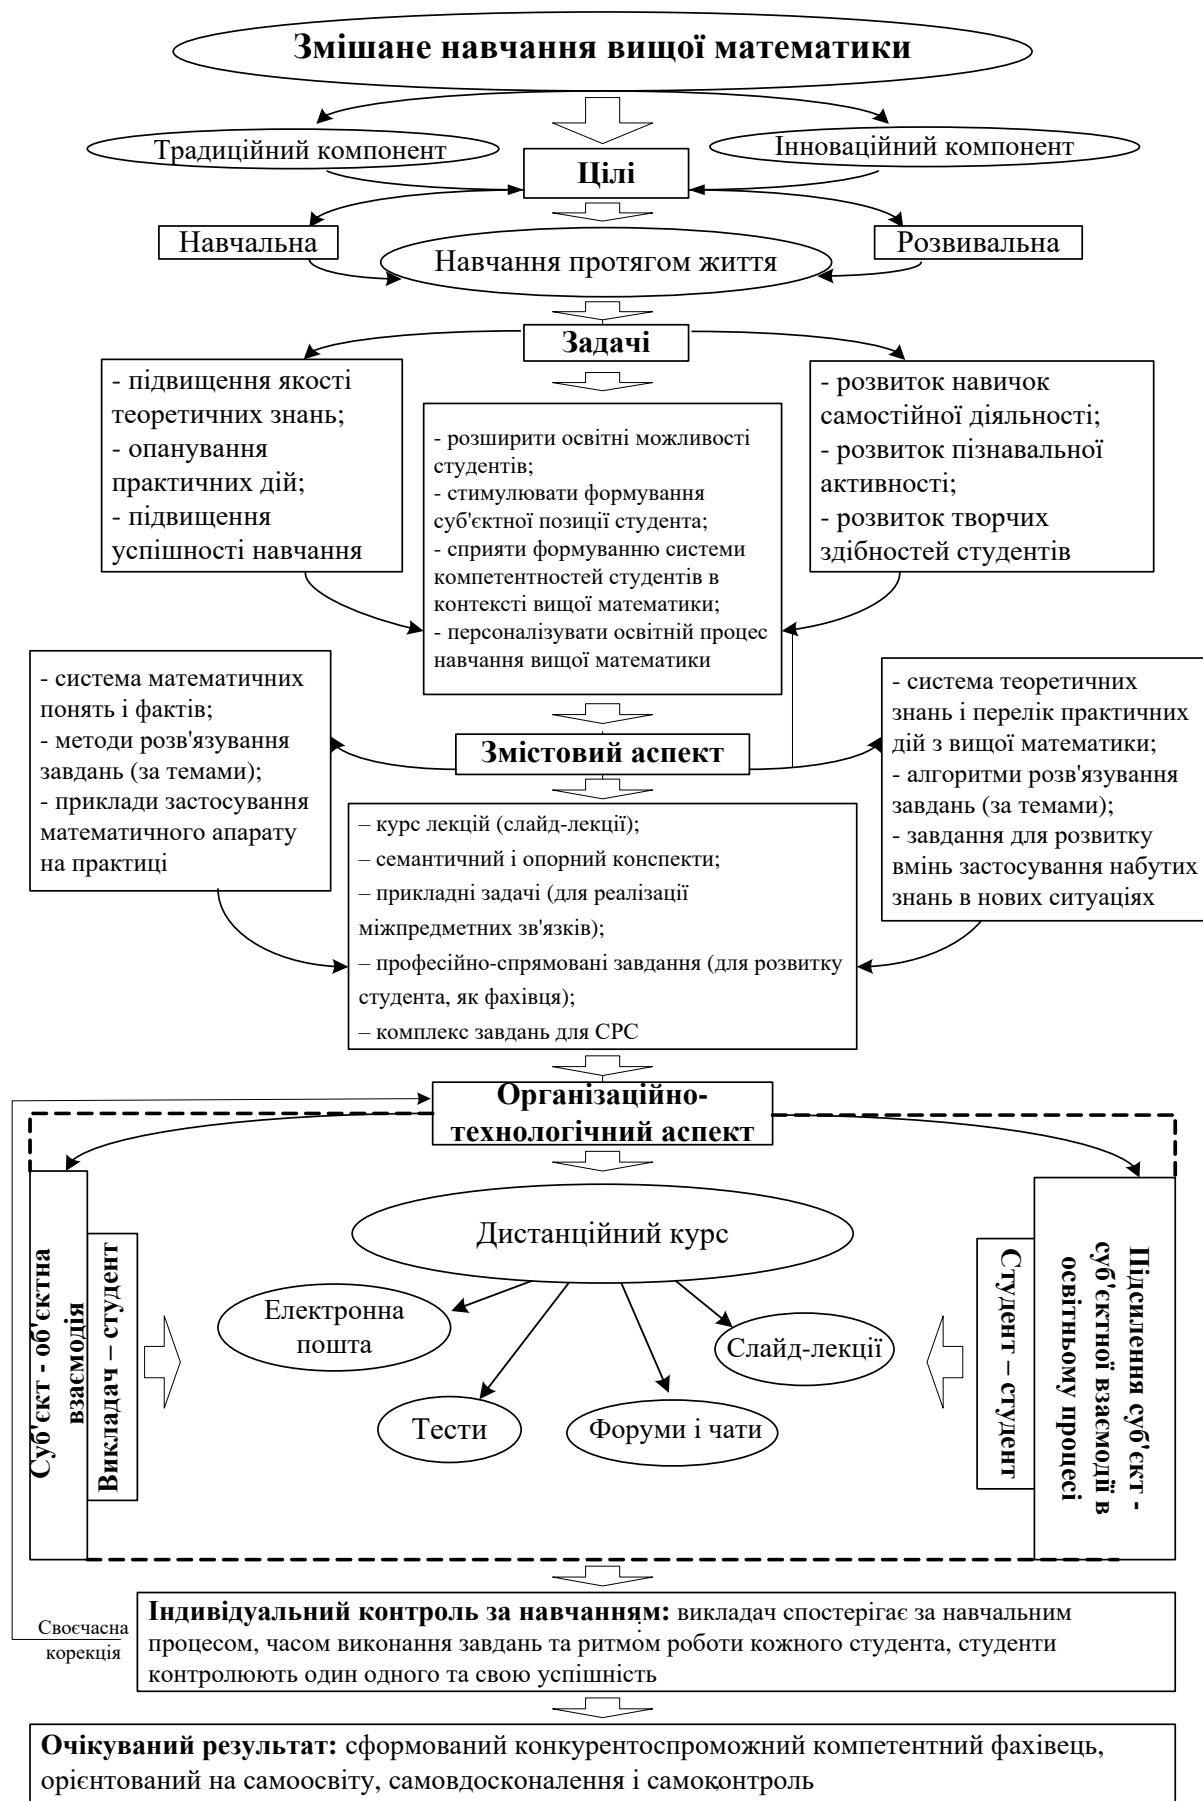 Змішане навчання вищої математики
Традиційний компонент
Інноваційний компонент
Цілі
Навчальна
Розвивальна
Навчання протягом життя
Задачі
- підвищення якості
теоретичних знань;
- опанування
практичних дій;
- підвищення
успішності навчання
- розширити освітні можливості
студентів;
- стимулювати формування
суб'єктної позиції студента;
- сприяти формуванню системи
компетентностей студентів в
контексті вищої математики;
- персоналізувати освітній процес
навчання вищої математики
- розвиток навичок
самостійної діяльності;
- розвиток пізнавальної
активності;
- розвиток творчих
здібностей студентів
- система математичних
понять і фактів;
- методи розв'язування
завдань (за темами);
- приклади застосування
математичного апарату
на практиці
Змістовий аспект
- система теоретичних
знань і перелік практичних
дій з вищої математики;
- алгоритми розв'язування
завдань (за темами);
- завдання для розвитку
вмінь застосування набутих
знань в нових ситуаціях
– курс лекцій (слайд-лекції);
– семантичний і опорний конспекти;
– прикладні задачі (для реалізації
міжпредметних зв'язків);
– професійно-спрямовані завдання (для розвитку
студента, як фахівця);
– комплекс завдань для СРС
Організаційно-
технологічний аспект
Суб'єкт - об'єктна
взаємодія
Викладач – студент
Дистанційний курс
Електронна
пошта
Слайд-лекції
Тести
Форуми і чати
Студент – студент
Підсилення суб'єкт -
суб'єктної взаємодії в
освітньому процесі
Своєчасна
корекція
Індивідуальний контроль за навчанням: викладач спостерігає за навчальним
процесом, часом виконання завдань та ритмом роботи кожного студента, студенти
контролюють один одного та свою успішність
Очікуваний результат: сформований конкурентоспроможний компетентний фахівець,
орієнтований на самоосвіту, самовдосконалення і самоконтроль